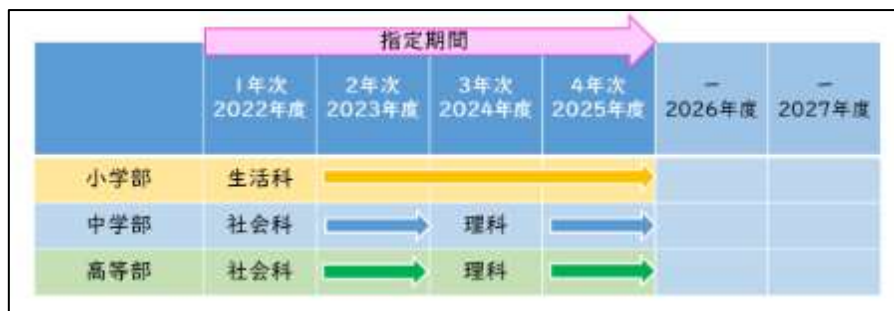 指定期間
1年次 2年次 3年次 4年次 － －
2022年度 2023年度 2024年度 2025年度 2026年度 2027年度
小学部 生活科
中学部 社会科 理科
高等部 社会科 理科